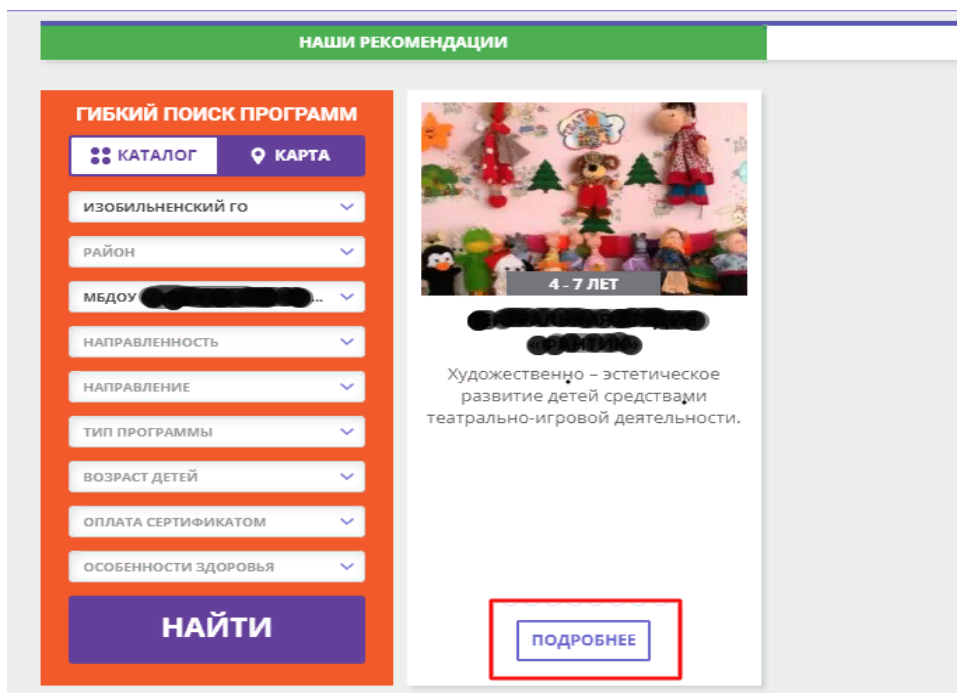 НАШИ РЕКОМЕНДАЦИИ
ГИБКИЙ ПОИСК ПРОГРАММ
КАТАЛОГ
КАРТА
ИЗОБИЛЬНЕНСКИЙ ГО
РАЙОН
МБДОУ
НАПРАВЛЕННОСТЬ
НАПРАВЛЕНИЕ
ТИП ПРОГРАММЫ
ВОЗРАСТ ДЕТЕЙ
ОПЛАТА СЕРТИФИКАТОМ
ОСОБЕННОСТИ ЗДОРОВЬЯ
НАЙТИ
4 - 7 ЛЕТ
Художественно – эстетическое
развитие детей средствами
театрально-игровой деятельности.
ПОДРОБНЕЕ